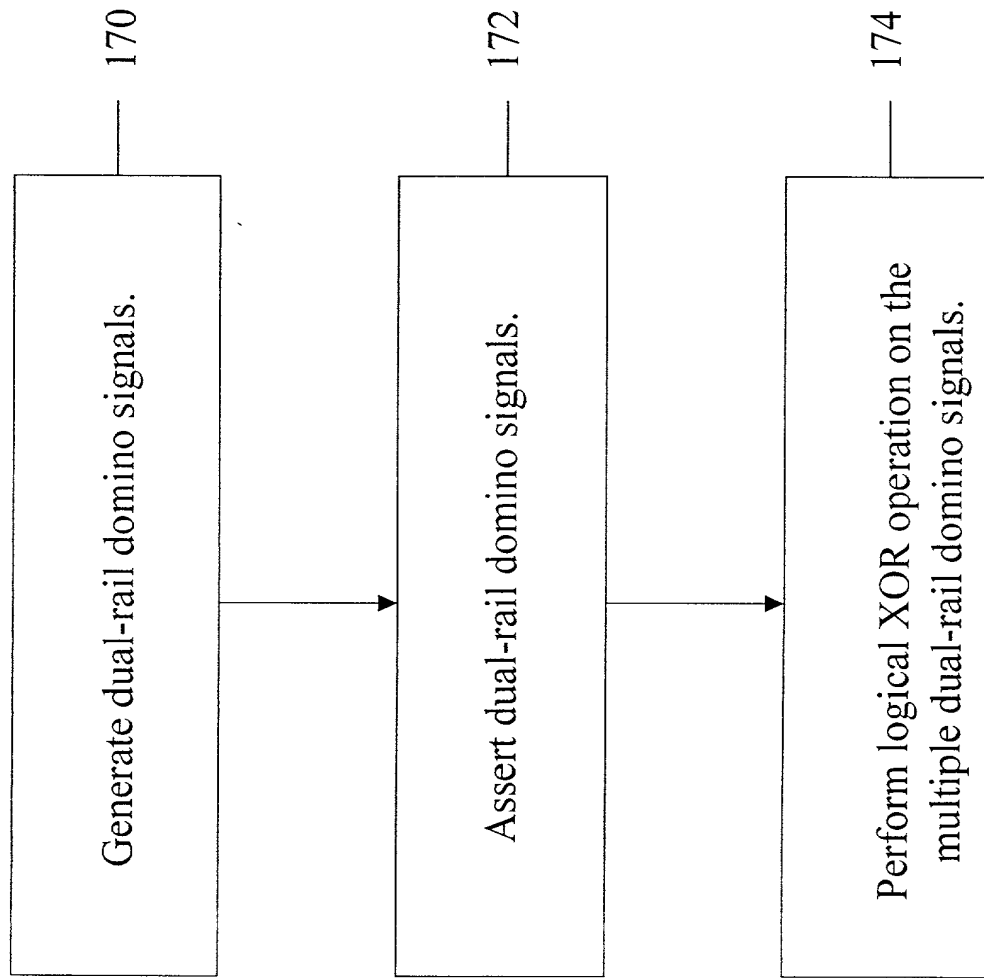 Generate dual-rail domino signals.
170
Assert dual-rail domino signals.
172
Perform logical XOR operation on the
multiple dual-rail domino signals.
174